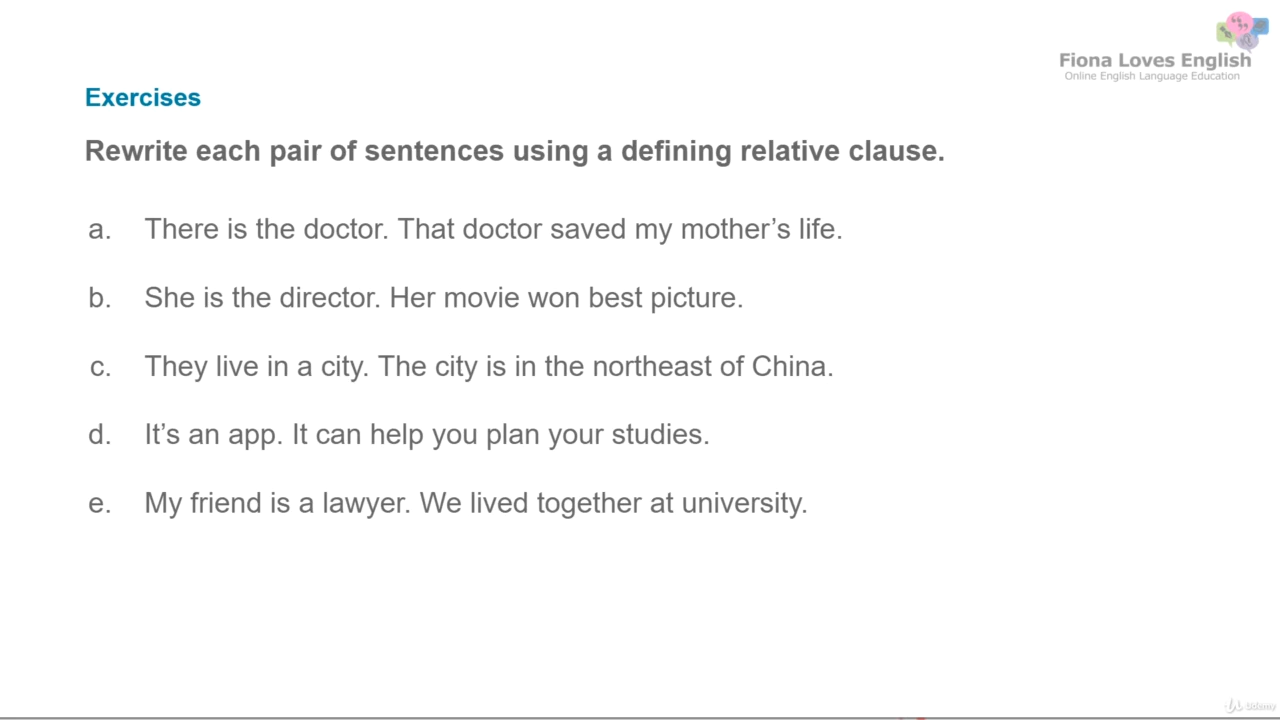 Fiona Loves English
Online English Language Education
Exercises
Rewrite each pair of sentences using a defining relative clause.
a. There is the doctor. That doctor saved my mother’s life.
b. She is the director. Her movie won best picture.
c. They live in a city. The city is in the northeast of China.
d. It’s an app. It can help you plan your studies.
e. My friend is a lawyer. We lived together at university.
ûdemy